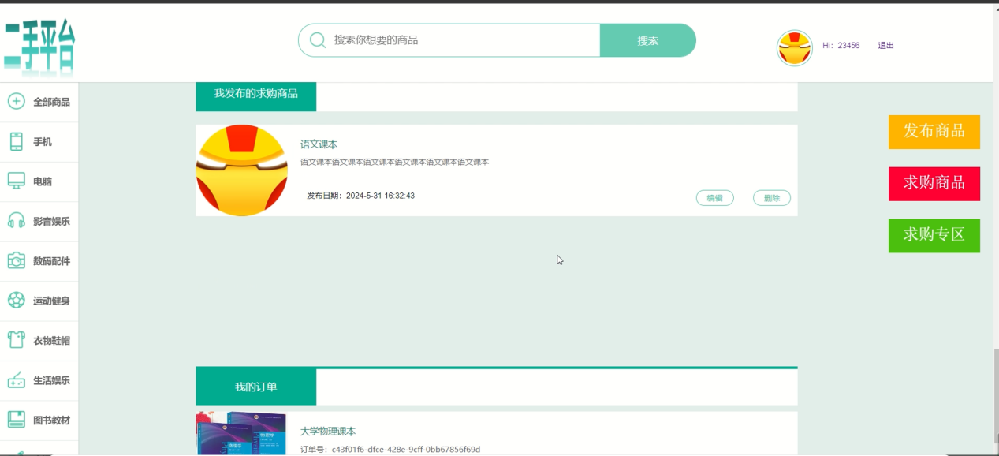 二手平台
搜索你想要的商品
搜索
Hi：23456
退出
全部商品
手机
电脑
影音娱乐
数码配件
运动健身
衣物鞋帽
生活娱乐
图书教材
我发布的求购商品
语文课本
语文课本语文课本语文课本语文课本语文课本语文课本
发布日期：2024-5-31 16:32:43
编辑
删除
我的订单
大学物理课本
订单号：c43f01f6-dfce-428e-9cff-0bb67856f69d
发布商品
求购商品
求购专区